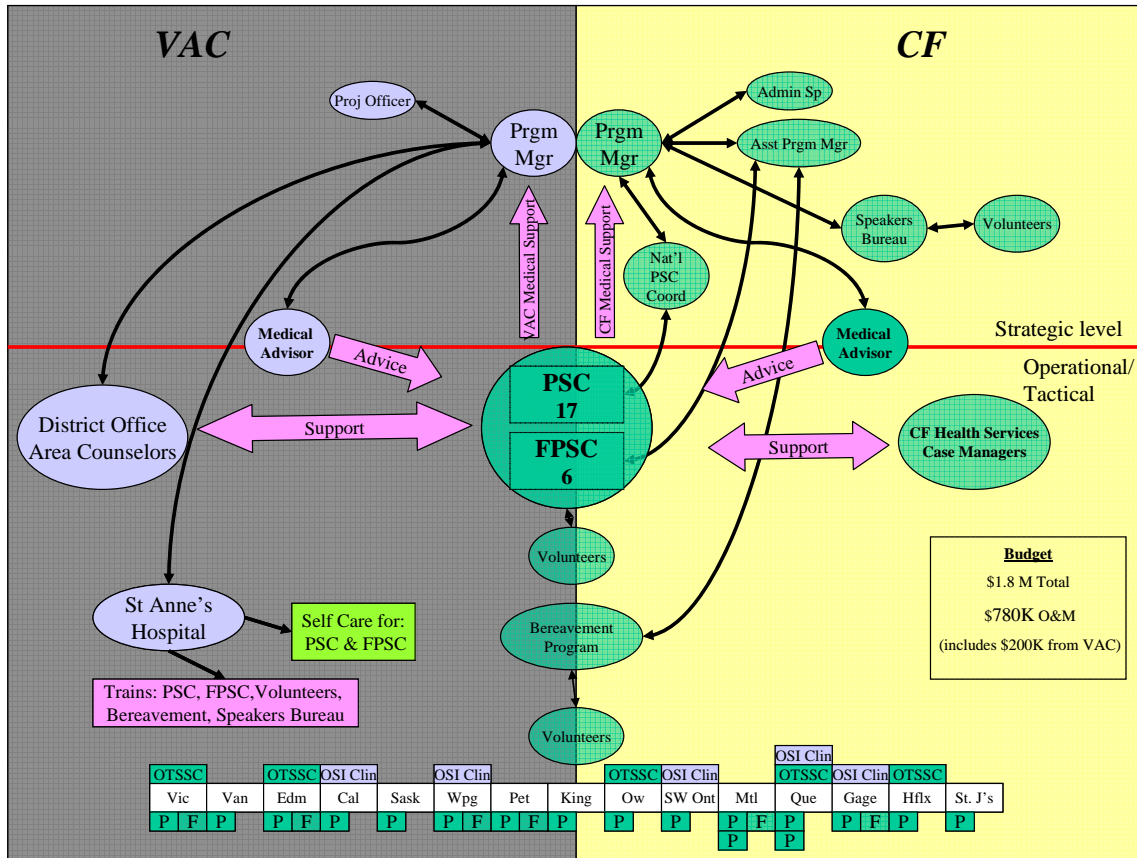 VAC
CF
Proj Officer
Prgm
Mgr
Prgm
Mgr
Admin Sp
Asst Prgm Mgr
Speakers
Bureau
Volunteers
Nat'l
PSC
Coord
VAC Medical Support
CF Medical Support
Medical
Advisor
Medical
Advisor
Strategic level
Advice
Advice
Operational/
Tactical
PSC
17
FPSC
6
District Office
Area Counselors
Support
Support
CF Health Services
Case Managers
Volunteers
Budget
$1.8 M Total
$780K O&M
(includes $200K from VAC)
St Anne's
Hospital
Self Care for:
PSC & FPSC
Bereavement
Program
Trains: PSC, FPSC,Volunteers,
Bereavement, Speakers Bureau
Volunteers
OSI Clin
OTSSC OTSSC OSI Clin OSI Clin OTSSC OSI Clin OTSSC OSI Clin OTSSC
Vic Van Edm Cal Sask Wpg Pet King Ow SW Ont Mtl Que Gage Hflx St. J's
P F P P F P P P F P F P P P P F P P F P P
P P